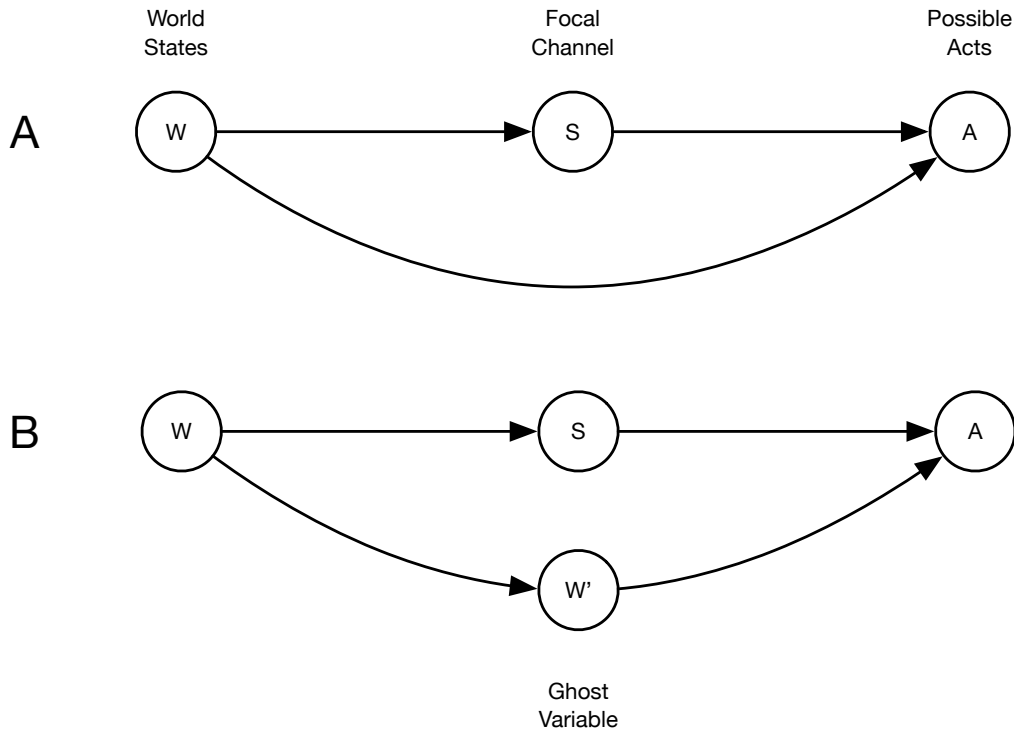 World
States
Focal
Channel
Possible
Acts
A
W
S
A
B
W
S
A
W’
Ghost
Variable